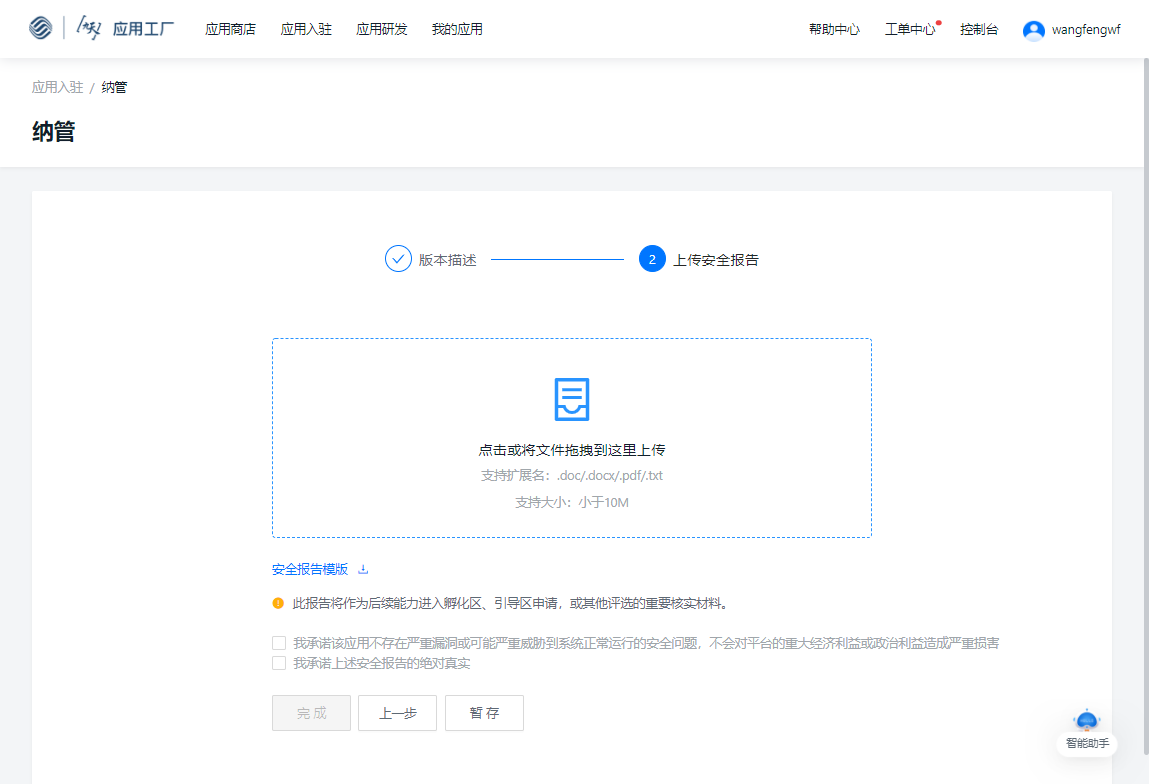 九天 应用工厂 应用商店 应用入驻 应用研发 我的应用 帮助中心 工单中心 控制台 wangfengwf
应用入驻 / 纳管
纳管
版本描述 2 上传安全报告
点击或将文件拖拽到这里上传
支持扩展名：.doc/.docx/.pdf/.txt
支持大小：小于10M
安全报告模版
此报告将作为后续能力进入孵化区、引导区申请，或其他评选的重要核实材料。
我承诺该应用不存在严重漏洞或可能严重威胁到系统正常运行的安全问题，不会对平台的重大经济利益或政治利益造成严重损害
我承诺上述安全报告的绝对真实
完成 上一步 暂存
智能助手